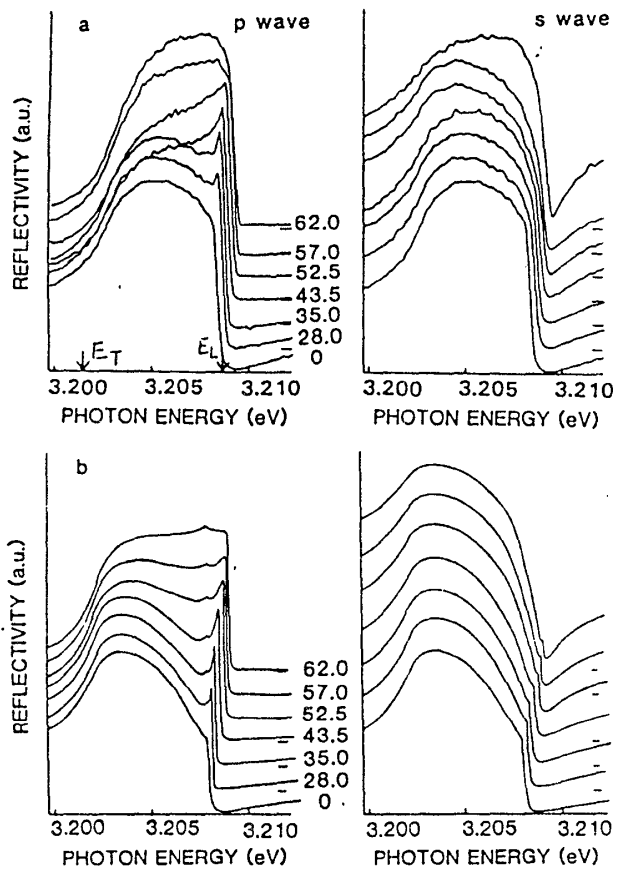 a
p wave
s wave
REFLECTIVITY (a.u.)
62.0
57.0
52.5
43.5
35.0
28.0
0
E_T
E_L
3.200
3.205
3.210
PHOTON ENERGY (eV)
3.200
3.205
3.210
PHOTON ENERGY (eV)
b
REFLECTIVITY (a.u.)
62.0
57.0
52.5
43.5
35.0
28.0
0
3.200
3.205
3.210
PHOTON ENERGY (eV)
3.200
3.205
3.210
PHOTON ENERGY (eV)